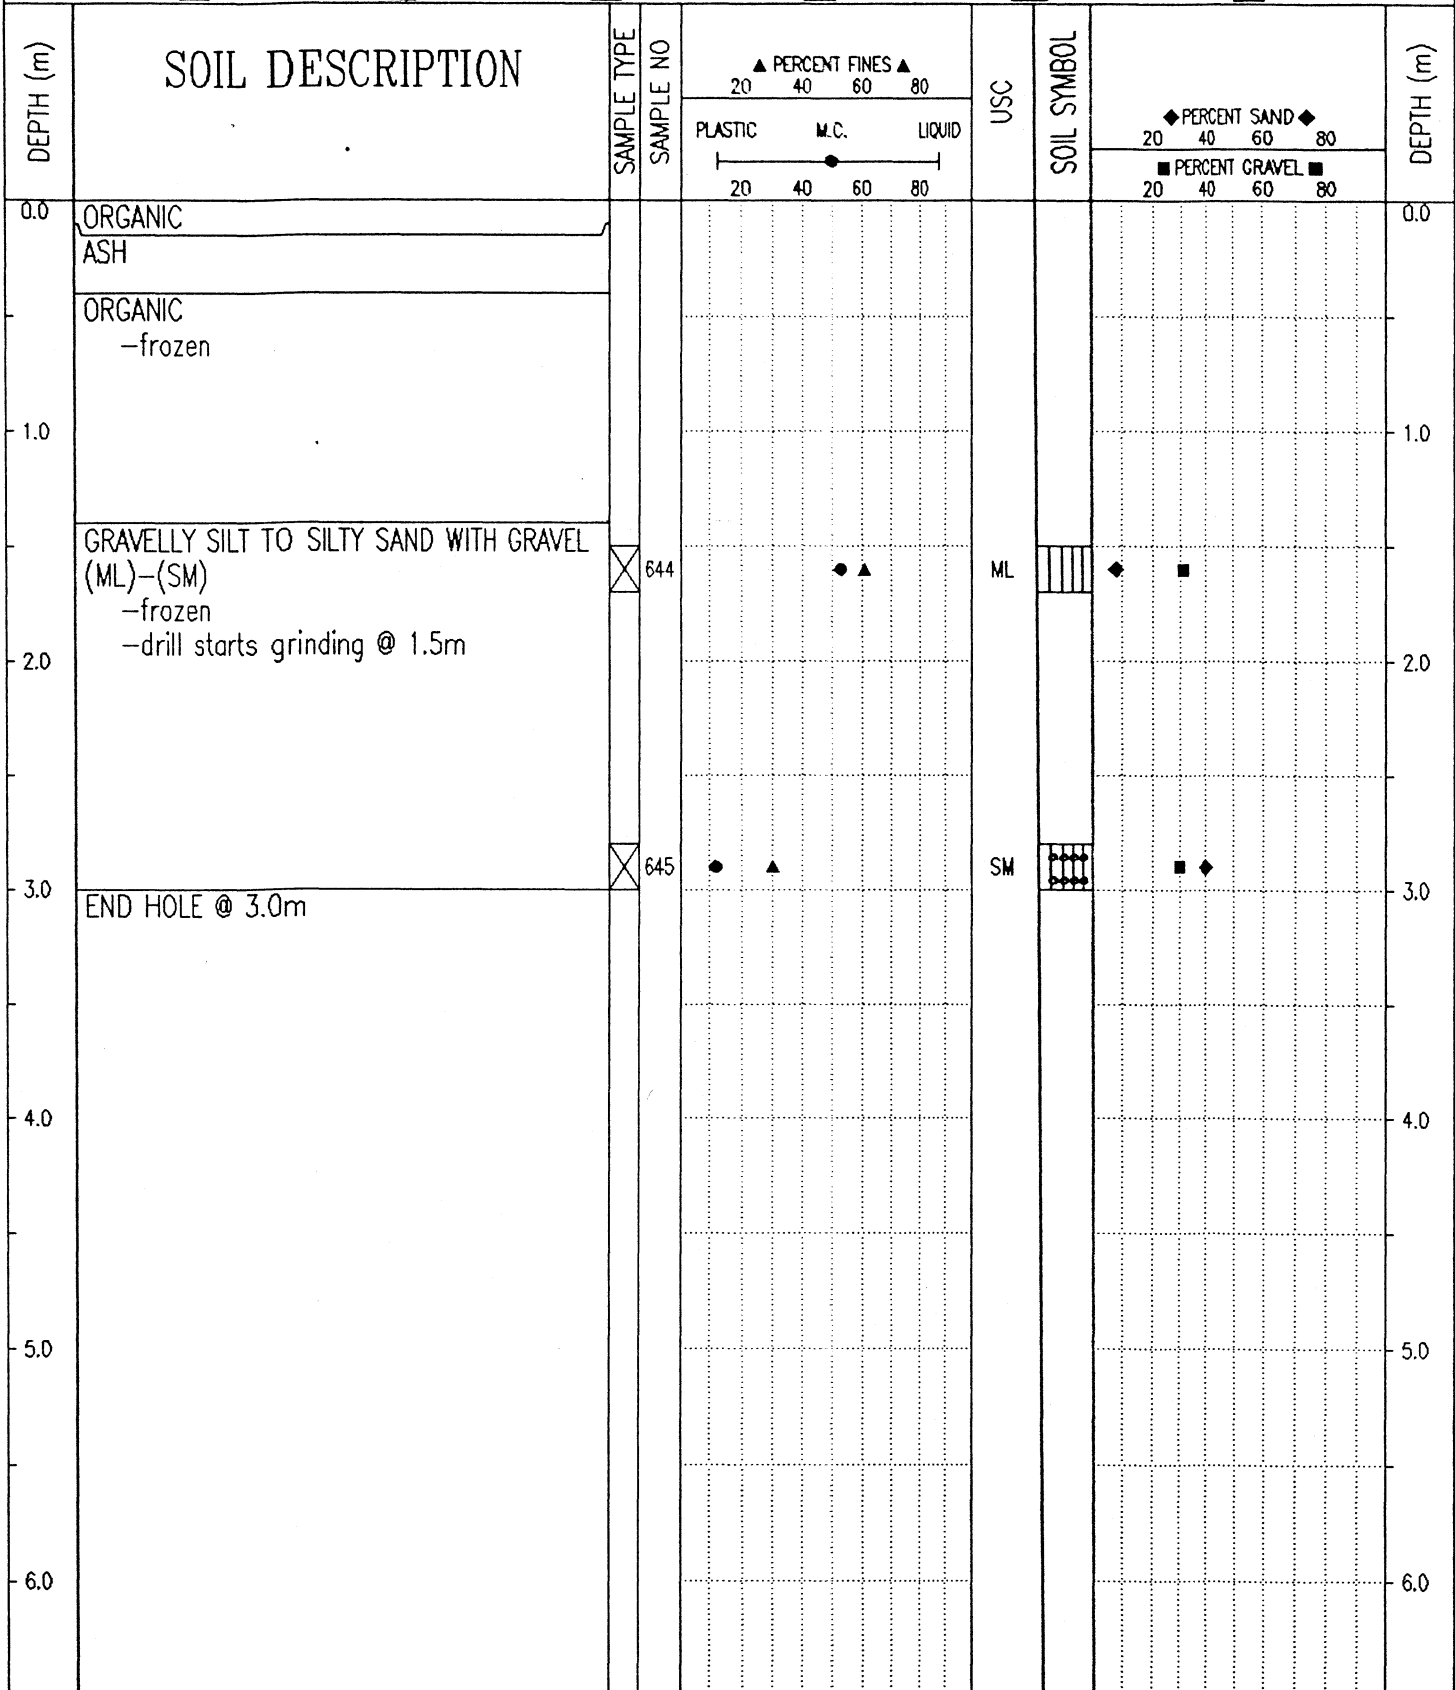 DEPTH (m)
SOIL DESCRIPTION
SAMPLE TYPE
SAMPLE NO
▲ PERCENT FINES ▲
20 40 60 80
PLASTIC M.C. LIQUID
20 40 60 80
USC
SOIL SYMBOL
◆ PERCENT SAND ◆
20 40 60 80
■ PERCENT GRAVEL ■
20 40 60 80
DEPTH (m)
0.0 ORGANIC 0.0
ASH
ORGANIC
—frozen
1.0 1.0
GRAVELLY SILT TO SILTY SAND WITH GRAVEL
(ML)—(SM) 644 ML
—frozen
—drill starts grinding @ 1.5m
2.0 2.0
645 SM
3.0 3.0
END HOLE @ 3.0m
4.0 4.0
5.0 5.0
6.0 6.0